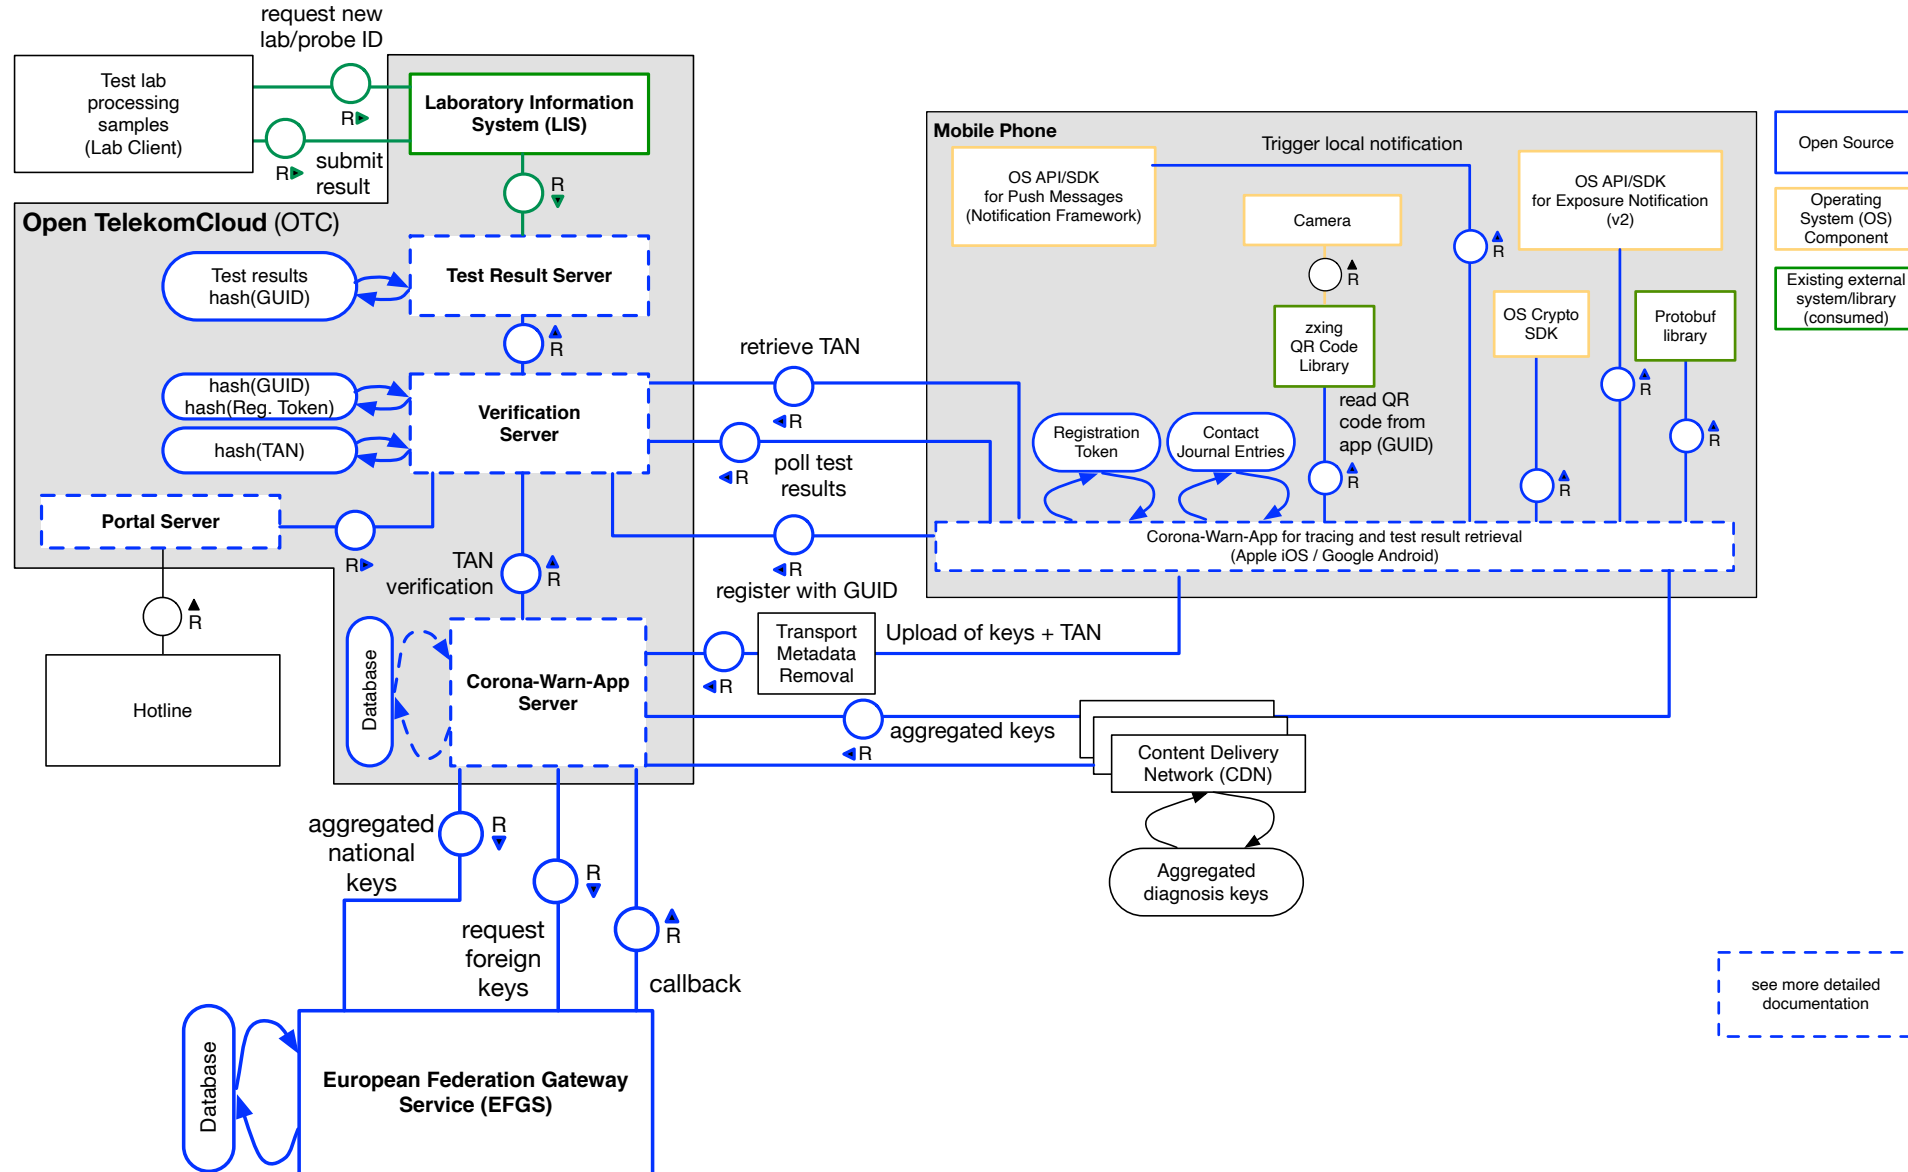 request new
lab/probe ID
Test lab
processing
samples
(Lab Client)
R
Laboratory Information
System (LIS)
R
submit
result
R
Open TelekomCloud (OTC)
Test results
hash(GUID)
Test Result Server
R
hash(GUID)
hash(Reg. Token)
hash(TAN)
Verification
Server
Portal Server
R
R
Hotline
TAN
verification
R
Database
Corona-Warn-App
Server
retrieve TAN
R
poll test
results
R
R
register with GUID
Transport
Metadata
Removal
R
Upload of keys + TAN
aggregated keys
R
Content Delivery
Network (CDN)
Aggregated
diagnosis keys
Mobile Phone
OS API/SDK
for Push Messages
(Notification Framework)
Trigger local notification
R
Camera
R
zxing
QR Code
Library
read QR
code from
app (GUID)
R
OS API/SDK
for Exposure Notification
(v2)
R
OS Crypto
SDK
R
Protobuf
library
R
Registration
Token
Contact
Journal Entries
Corona-Warn-App for tracing and test result retrieval
(Apple iOS / Google Android)
Open Source
Operating
System (OS)
Component
Existing external
system/library
(consumed)
aggregated
national
keys
R
request
foreign
keys
R
R
callback
Database
European Federation Gateway
Service (EFGS)
see more detailed
documentation